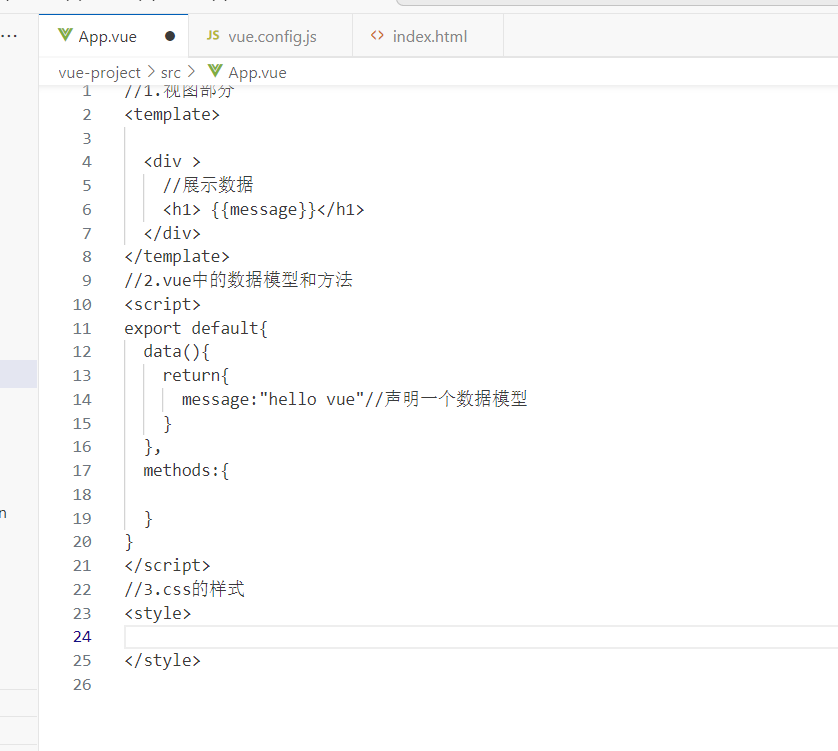 App.vue
JS vue.config.js
<> index.html
vue-project > src > App.vue
1 //1.视图部分
2 <template>
3
4 <div >
5 //展示数据
6 <h1> {{message}}</h1>
7 </div>
8 </template>
9 //2.vue中的数据模型和方法
10 <script>
11 export default{
12 data(){
13 return{
14 message:"hello vue"//声明一个数据模型
15 }
16 },
17 methods:{
18
19 }
20 }
21 </script>
22 //3.css的样式
23 <style>
24
25 </style>
26
n